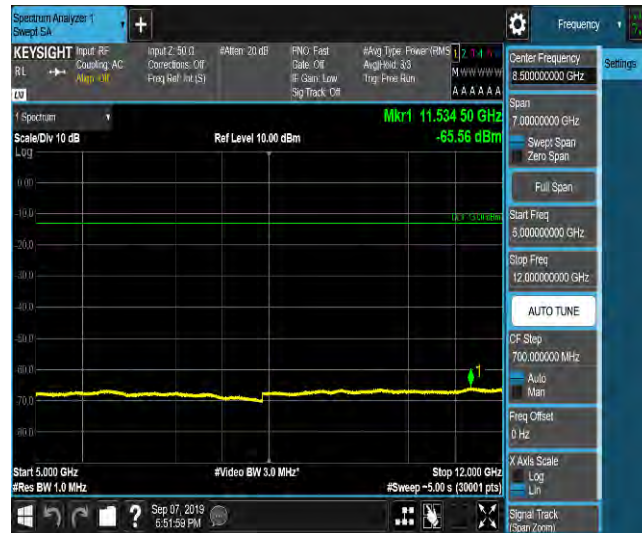 Spectrum Analyzer 1
Swept SA
+
Frequency
KEYSIGHT
RL
Input: RF
Coupling: AC
Align: Off
Input Z: 50 Ω
Corrections: Off
Freq Ref: Int (S)
#Atten: 20 dB
PNO: Fast
Gate: Off
IF Gain: Low
Sig Track: Off
#Avg Type: Power (RMS
Avg|Hold: 3/3
Trig: Free Run
M W W W W W
A A A A A A
LXI
1 Spectrum
Scale/Div 10 dB
Log
Ref Level 10.00 dBm
Mkr1 11.534 50 GHz
-65.56 dBm
0.00
-10.0
-20.0
-30.0
-40.0
-50.0
-60.0
-70.0
-80.0
1
Start 5.000 GHz
#Res BW 1.0 MHz
#Video BW 3.0 MHz*
Stop 12.000 GHz
#Sweep ~5.00 s (30001 pts)
Sep 07, 2019
6:51:59 PM
?
Center Frequency
8.500000000 GHz
Settings
Span
7.00000000 GHz
Swept Span
Zero Span
Full Span
Start Freq
5.000000000 GHz
Stop Freq
12.000000000 GHz
AUTO TUNE
CF Step
700.000000 MHz
Auto
Man
Freq Offset
0 Hz
X Axis Scale
Log
Lin
Signal Track
(Span Zoom)